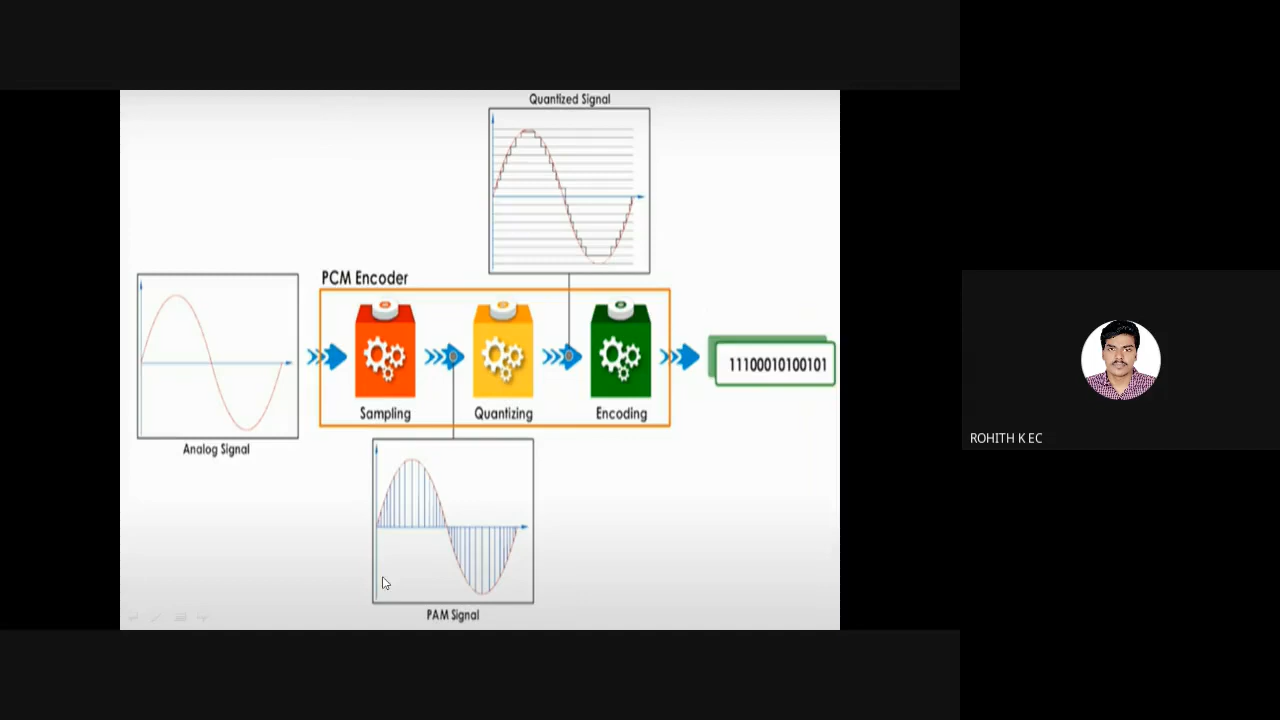 Quantized Signal
PCM Encoder
Sampling
Quantizing
Encoding
11100010100101
Analog Signal
PAM Signal
ROHITH K EC